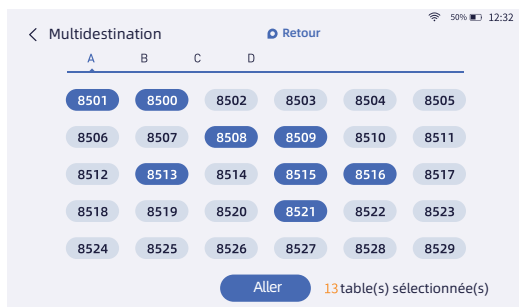 50% 12:32
Multidestination Retour
A B C D
8501 8500 8502 8503 8504 8505
8506 8507 8508 8509 8510 8511
8512 8513 8514 8515 8516 8517
8518 8519 8520 8521 8522 8523
8524 8525 8526 8527 8528 8529
Aller 13 table(s) sélectionnée(s)